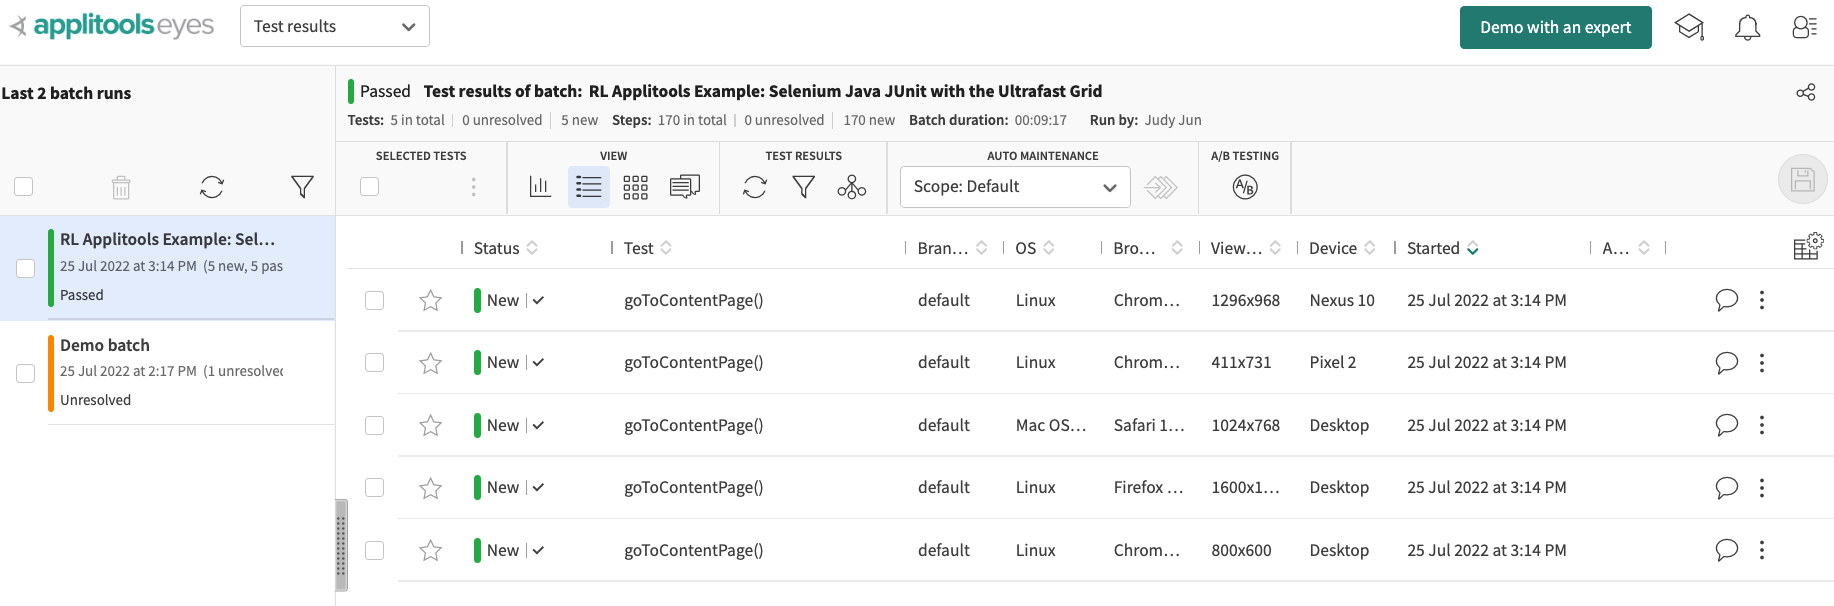 applitools eyes
Test results
Demo with an expert
Last 2 batch runs
Passed Test results of batch: RL Applitools Example: Selenium Java JUnit with the Ultrafast Grid
Tests: 5 in total | 0 unresolved | 5 new Steps: 170 in total | 0 unresolved | 170 new Batch duration: 00:09:17 Run by: Judy Jun
SELECTED TESTS VIEW TEST RESULTS AUTO MAINTENANCE A/B TESTING
Scope: Default A/B
RL Applitools Example: Sel...
25 Jul 2022 at 3:14 PM (5 new, 5 pas
Passed
Demo batch
25 Jul 2022 at 2:17 PM (1 unresolved
Unresolved
Status Test Bran... OS Bro... View... Device Started A...
New goToContentPage() default Linux Chrom... 1296x968 Nexus 10 25 Jul 2022 at 3:14 PM
New goToContentPage() default Linux Chrom... 411x731 Pixel 2 25 Jul 2022 at 3:14 PM
New goToContentPage() default Mac OS... Safari 1... 1024x768 Desktop 25 Jul 2022 at 3:14 PM
New goToContentPage() default Linux Firefox ... 1600x1... Desktop 25 Jul 2022 at 3:14 PM
New goToContentPage() default Linux Chrom... 800x600 Desktop 25 Jul 2022 at 3:14 PM